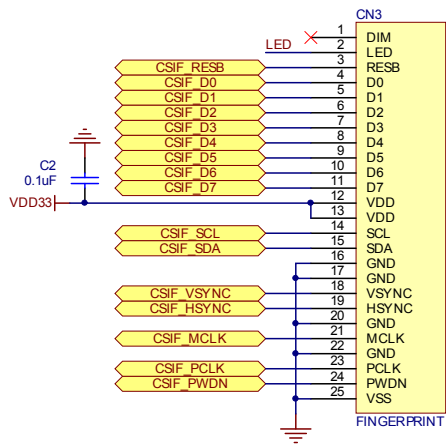 CN3
1 DIM
LED 2 LED
CSIF_RESB 3 RESB
CSIF_D0 4 D0
CSIF_D1 5 D1
CSIF_D2 6 D2
CSIF_D3 7 D3
CSIF_D4 8 D4
CSIF_D5 9 D5
CSIF_D6 10 D6
CSIF_D7 11 D7
C2
0.1uF
VDD33 12 VDD
13 VDD
CSIF_SCL 14 SCL
CSIF_SDA 15 SDA
16 GND
17 GND
CSIF_VSYNC 18 VSYNC
CSIF_HSYNC 19 HSYNC
20 GND
CSIF_MCLK 21 MCLK
22 GND
CSIF_PCLK 23 PCLK
CSIF_PWDN 24 PWDN
25 VSS
FINGERPRINT